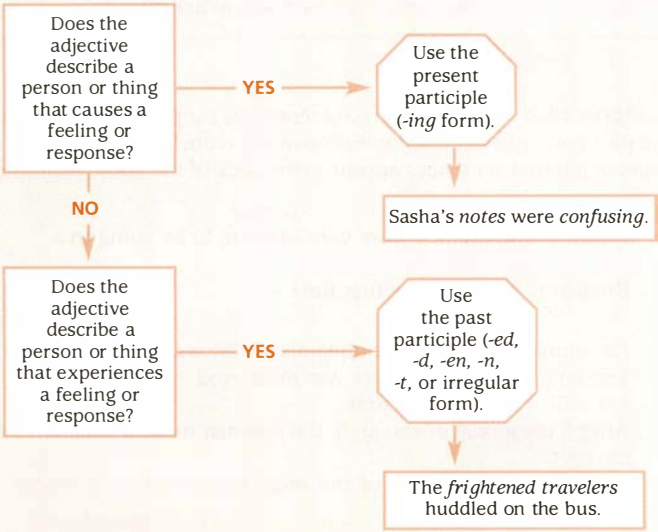 Does the
adjective
describe a
person or thing
that causes a
feeling or
response?
YES
Use the
present
participle
(-ing form).
Sasha's notes were confusing.
NO
Does the
adjective
describe a
person or thing
that experiences
a feeling or
response?
YES
Use
the past
participle (-ed,
-d, -en, -n,
-t, or irregular
form).
The frightened travelers
huddled on the bus.